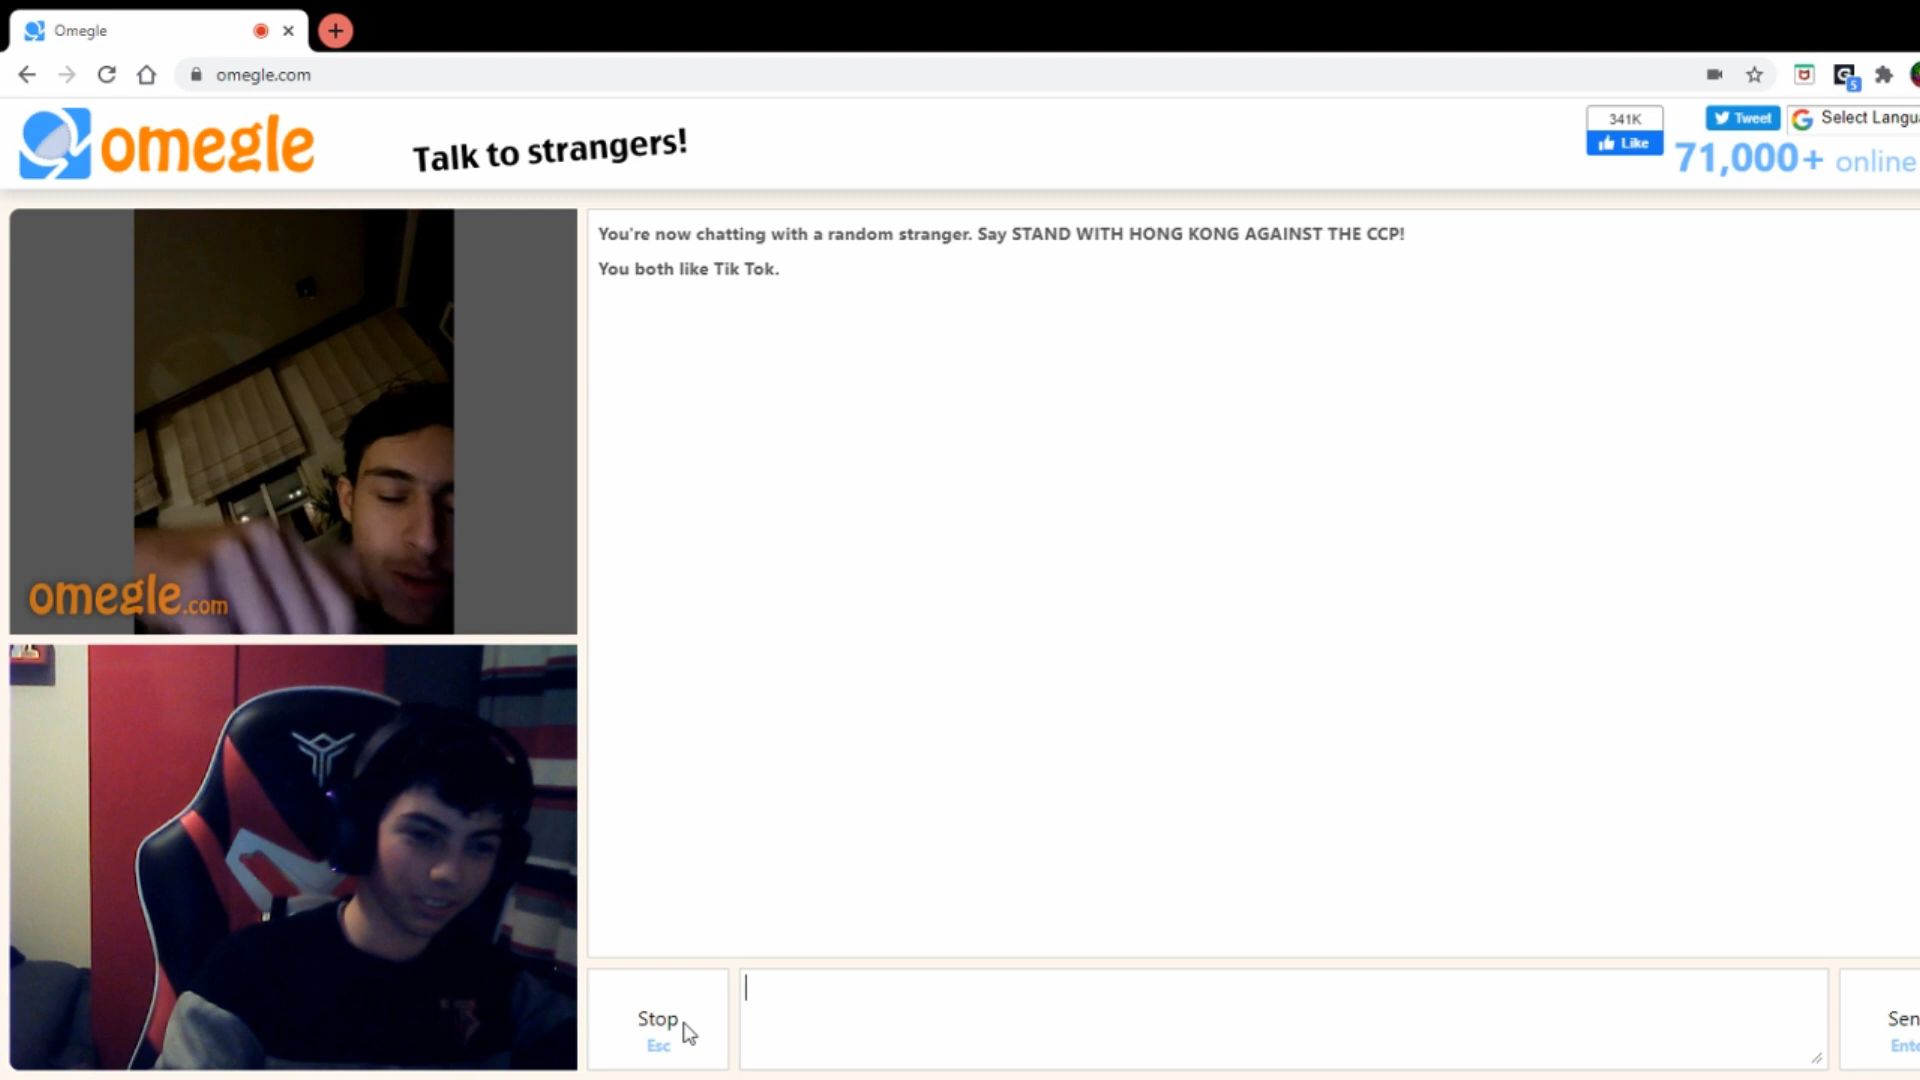 Omegle
omegle.com
omegle
Talk to strangers!
341K
Like
Tweet
Select Langua
71,000+ online
You're now chatting with a random stranger. Say STAND WITH HONG KONG AGAINST THE CCP!
You both like Tik Tok.
omegle.com
Stop
Esc
Sen
Ente